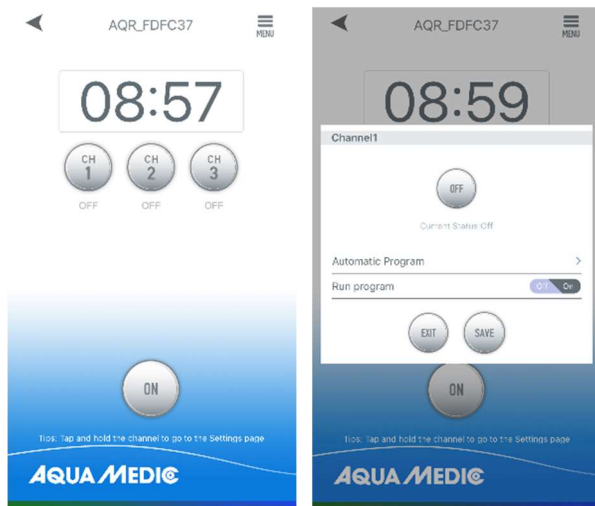 AQR_FDFC37
MENU
08:57
CH 1
CH 2
CH 3
OFF
OFF
OFF
ON
Tips: Tap and hold the channel to go to the Settings page
AQUA MEDIC
AQR_FDFC37
MENU
08:59
Channel1
OFF
Current Status:Off
Automatic Program >
Run program Off On
EXIT
SAVE
ON
Tips: Tap and hold the channel to go to the Settings page
AQUA MEDIC